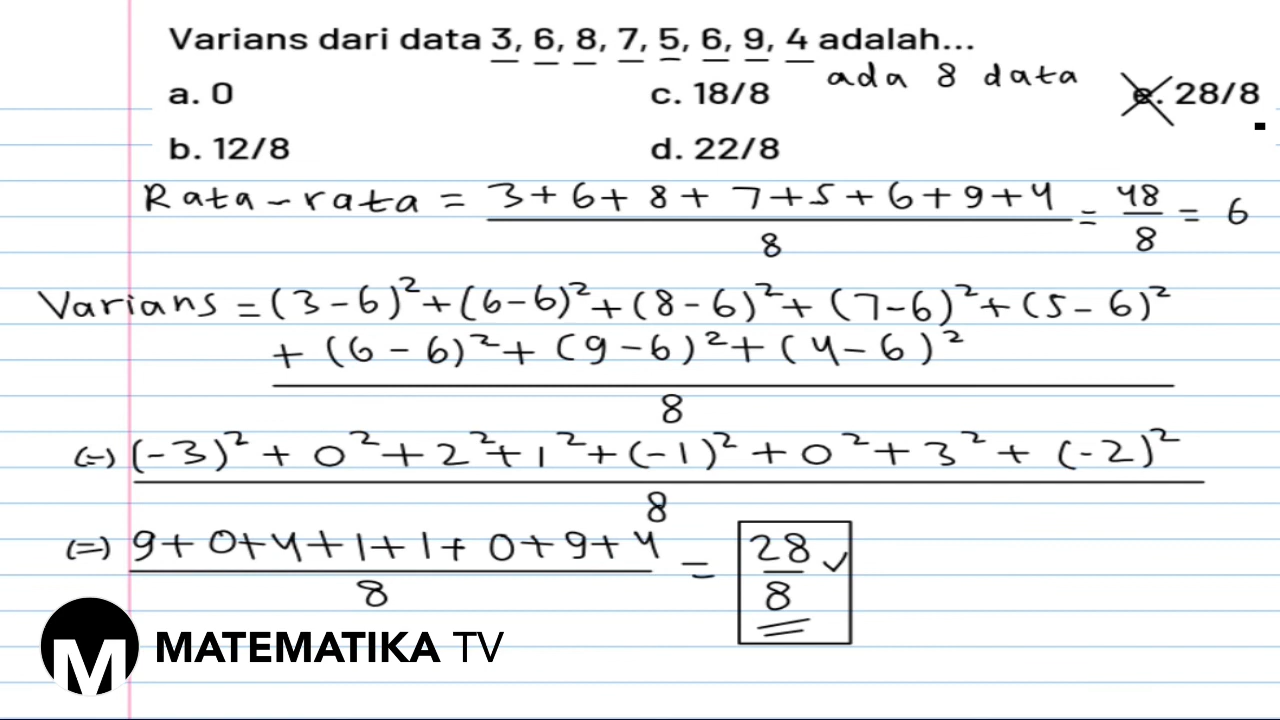 Varians dari data 3, 6, 8, 7, 5, 6, 9, 4 adalah...
ada 8 data
a. 0
c. 18/8
e. 28/8
b. 12/8
d. 22/8
Rata-rata = 3+6+8+7+5+6+9+4 = 48 = 6
8 8
Varians = (3-6)²+(6-6)²+(8-6)²+(7-6)²+(5-6)²
+(6-6)²+(9-6)²+(4-6)²
8
(=) (-3)²+0²+2²+1²+(-1)²+0²+3²+(-2)²
8
(=) 9+0+4+1+1+0+9+4 = 28 ✓
8 8
M MATEMATIKA TV